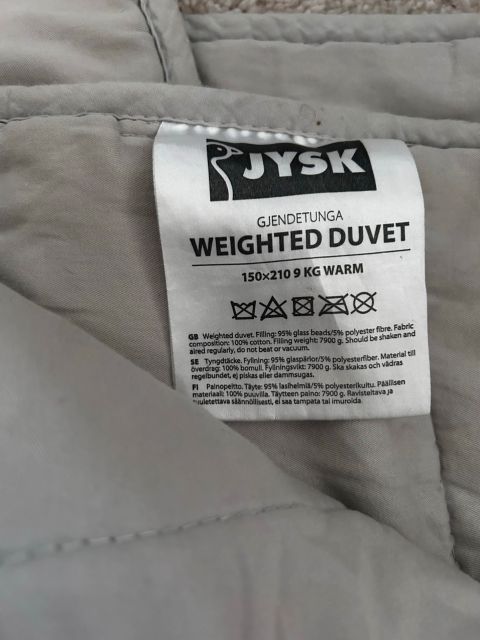 JYSK
GJENDETUNGA
WEIGHTED DUVET
150×210 9 KG WARM
GB Weighted duvet. Filling: 95% glass beads/5% polyester fibre. Fabric
composition: 100% cotton. Filling weight: 7900 g. Should be shaken and
aired regularly, do not beat or vacuum.
SE Tyngdtäcke. Fyllning: 95% glaspärlor/5% polyesterfiber. Material till
överdrag: 100% bomull. Fyllningsvikt: 7900 g. Ska skakas och vädras
regelbundet, ej piskas eller dammsugas.
FI Painopeitto. Täyte: 95% lasihelmiä/5% polyesterikuitu. Päällisen
materiaali: 100% puuvilla. Täytteen paino: 7900 g. Ravisteltava ja
tuuletettava säännöllisesti, ei saa tampata tai imuroida.